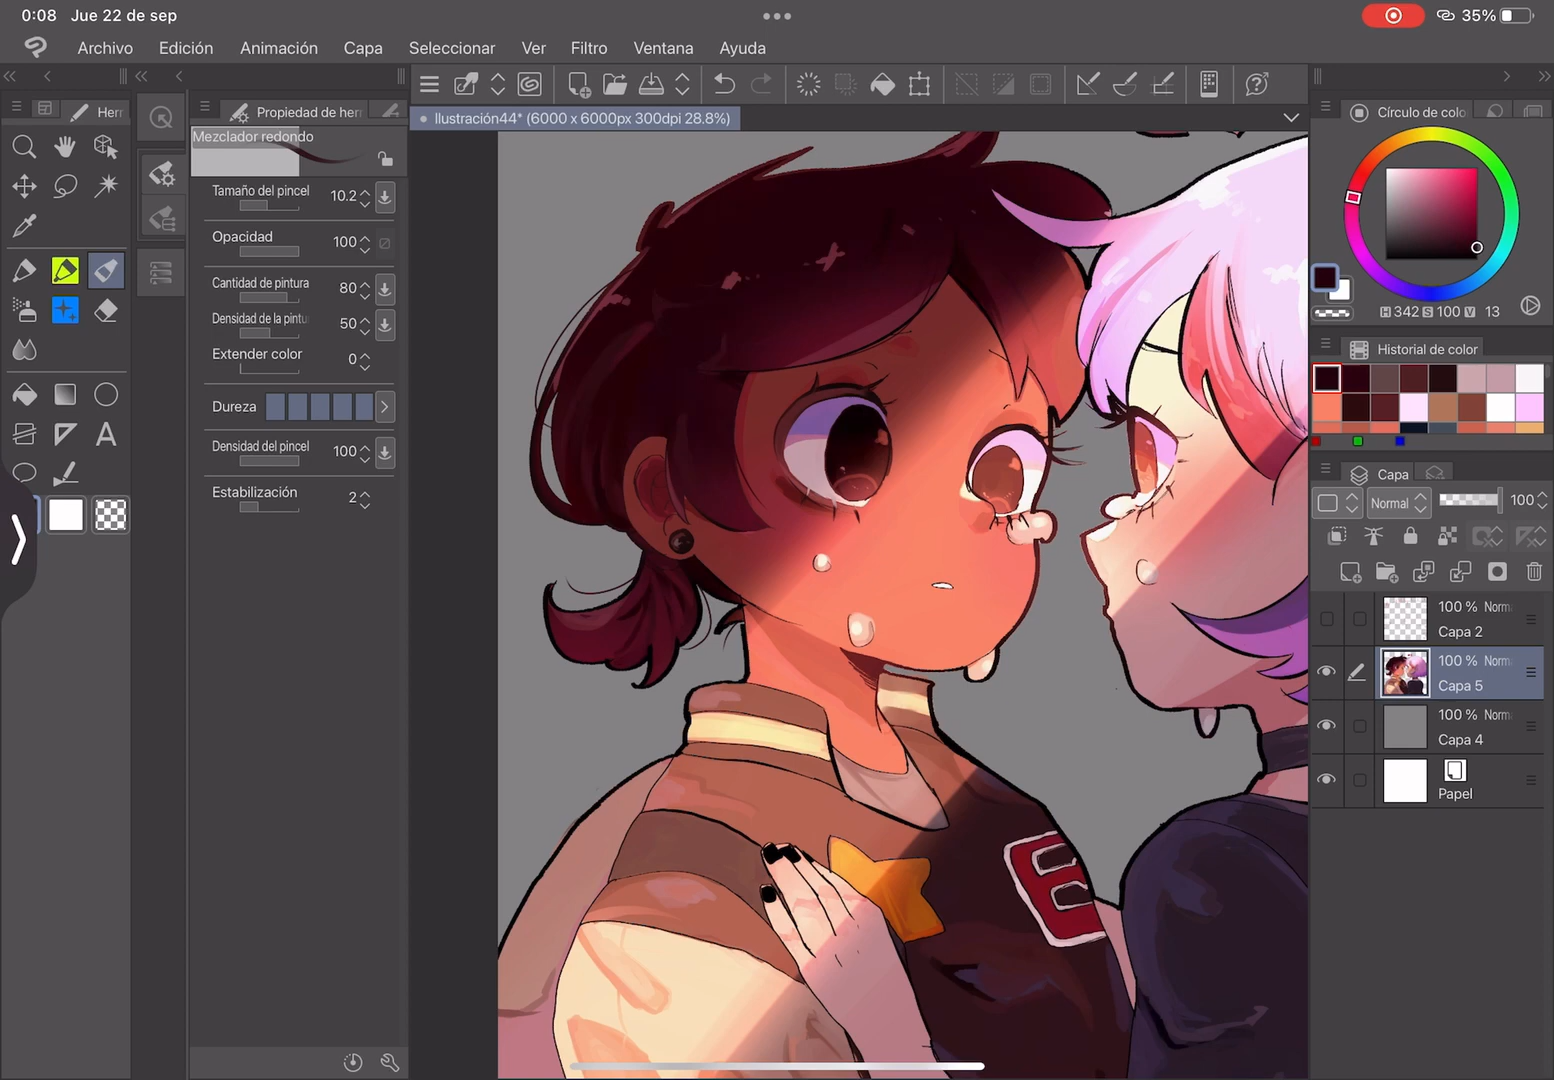 0:08 Jue 22 de sep
35%
Archivo Edición Animación Capa Seleccionar Ver Filtro Ventana Ayuda
Herr
Propiedad de herr
Ilustración44* (6000 x 6000px 300dpi 28.8%)
Círculo de colo
Mezclador redondo
Tamaño del pincel 10.2
Opacidad 100
Cantidad de pintura 80
Densidad de la pintu 50
Extender color 0
Dureza
Densidad del pincel 100
Estabilización 2
A
E
H 342 S 100 V 13
Historial de color
Capa
Normal 100
100 % Norm
Capa 2
100 % Norm
Capa 5
100 % Norm
Capa 4
Papel